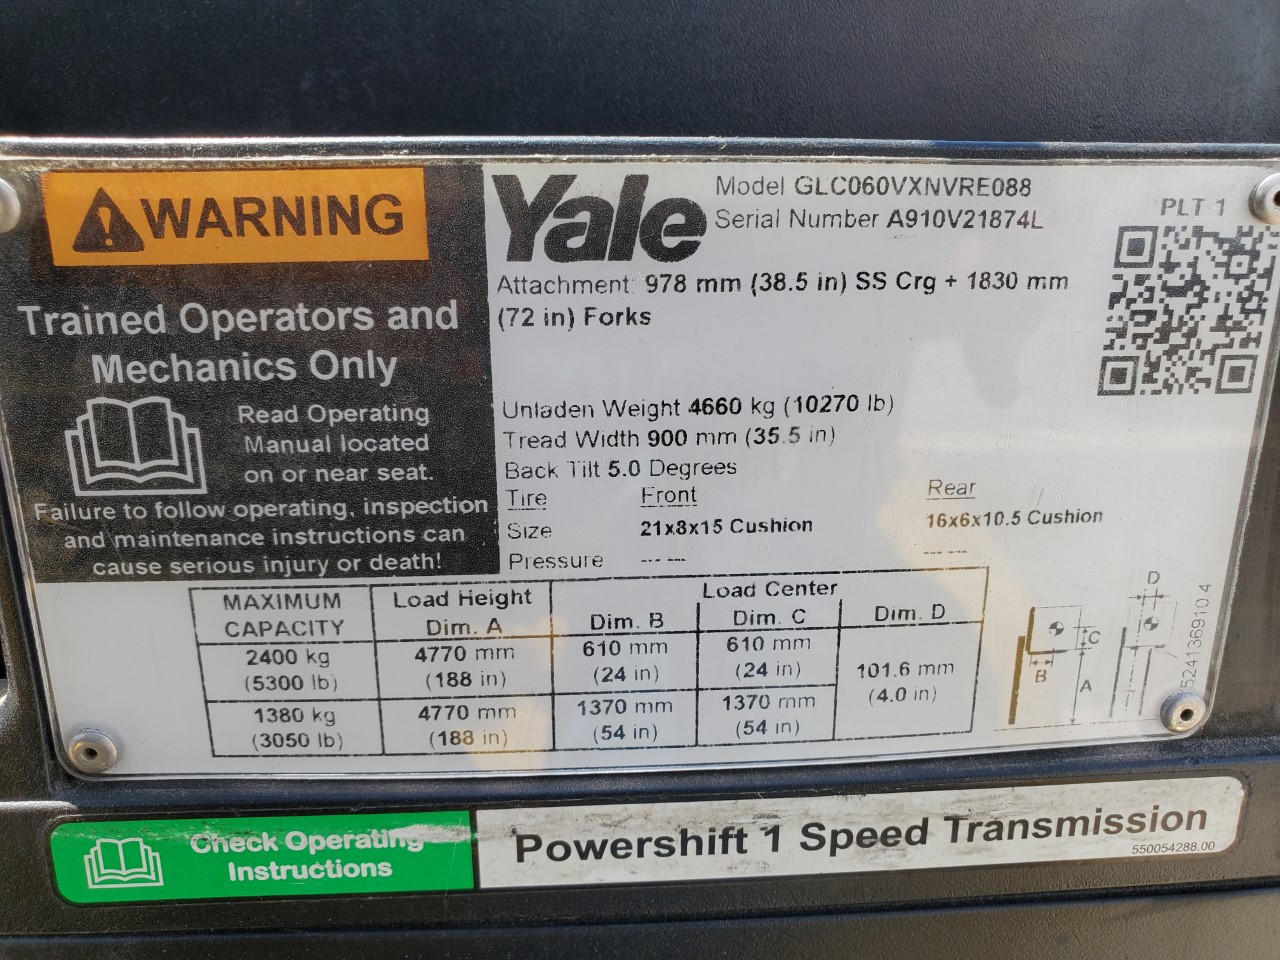 WARNING
Trained Operators and
Mechanics Only
Read Operating
Manual located
on or near seat.
Failure to follow operating, inspection
and maintenance instructions can
cause serious injury or death!
Yale
Model GLC060VXNVRE088
Serial Number A910V21874L
PLT 1
Attachment: 978 mm (38.5 in) SS Crg + 1830 mm
(72 in) Forks
Unladen Weight 4660 kg (10270 lb)
Tread Width 900 mm (35.5 in)
Back Tilt 5.0 Degrees
Tire Front Rear
Size 21x8x15 Cushion 16x6x10.5 Cushion
Pressure --- --- ---- ---
MAXIMUM CAPACITY Load Height Dim. A Load Center
Dim. B Dim. C Dim. D
2400 kg 4770 mm 610 mm 610 mm 101.6 mm
(5300 lb) (188 in) (24 in) (24 in) (4.0 in)
1380 kg 4770 mm 1370 mm 1370 mm
(3050 lb) (188 in) (54 in) (54 in)
D
C
B
A
524136910.4
Check Operating
Instructions
Powershift 1 Speed Transmission
550054288.00